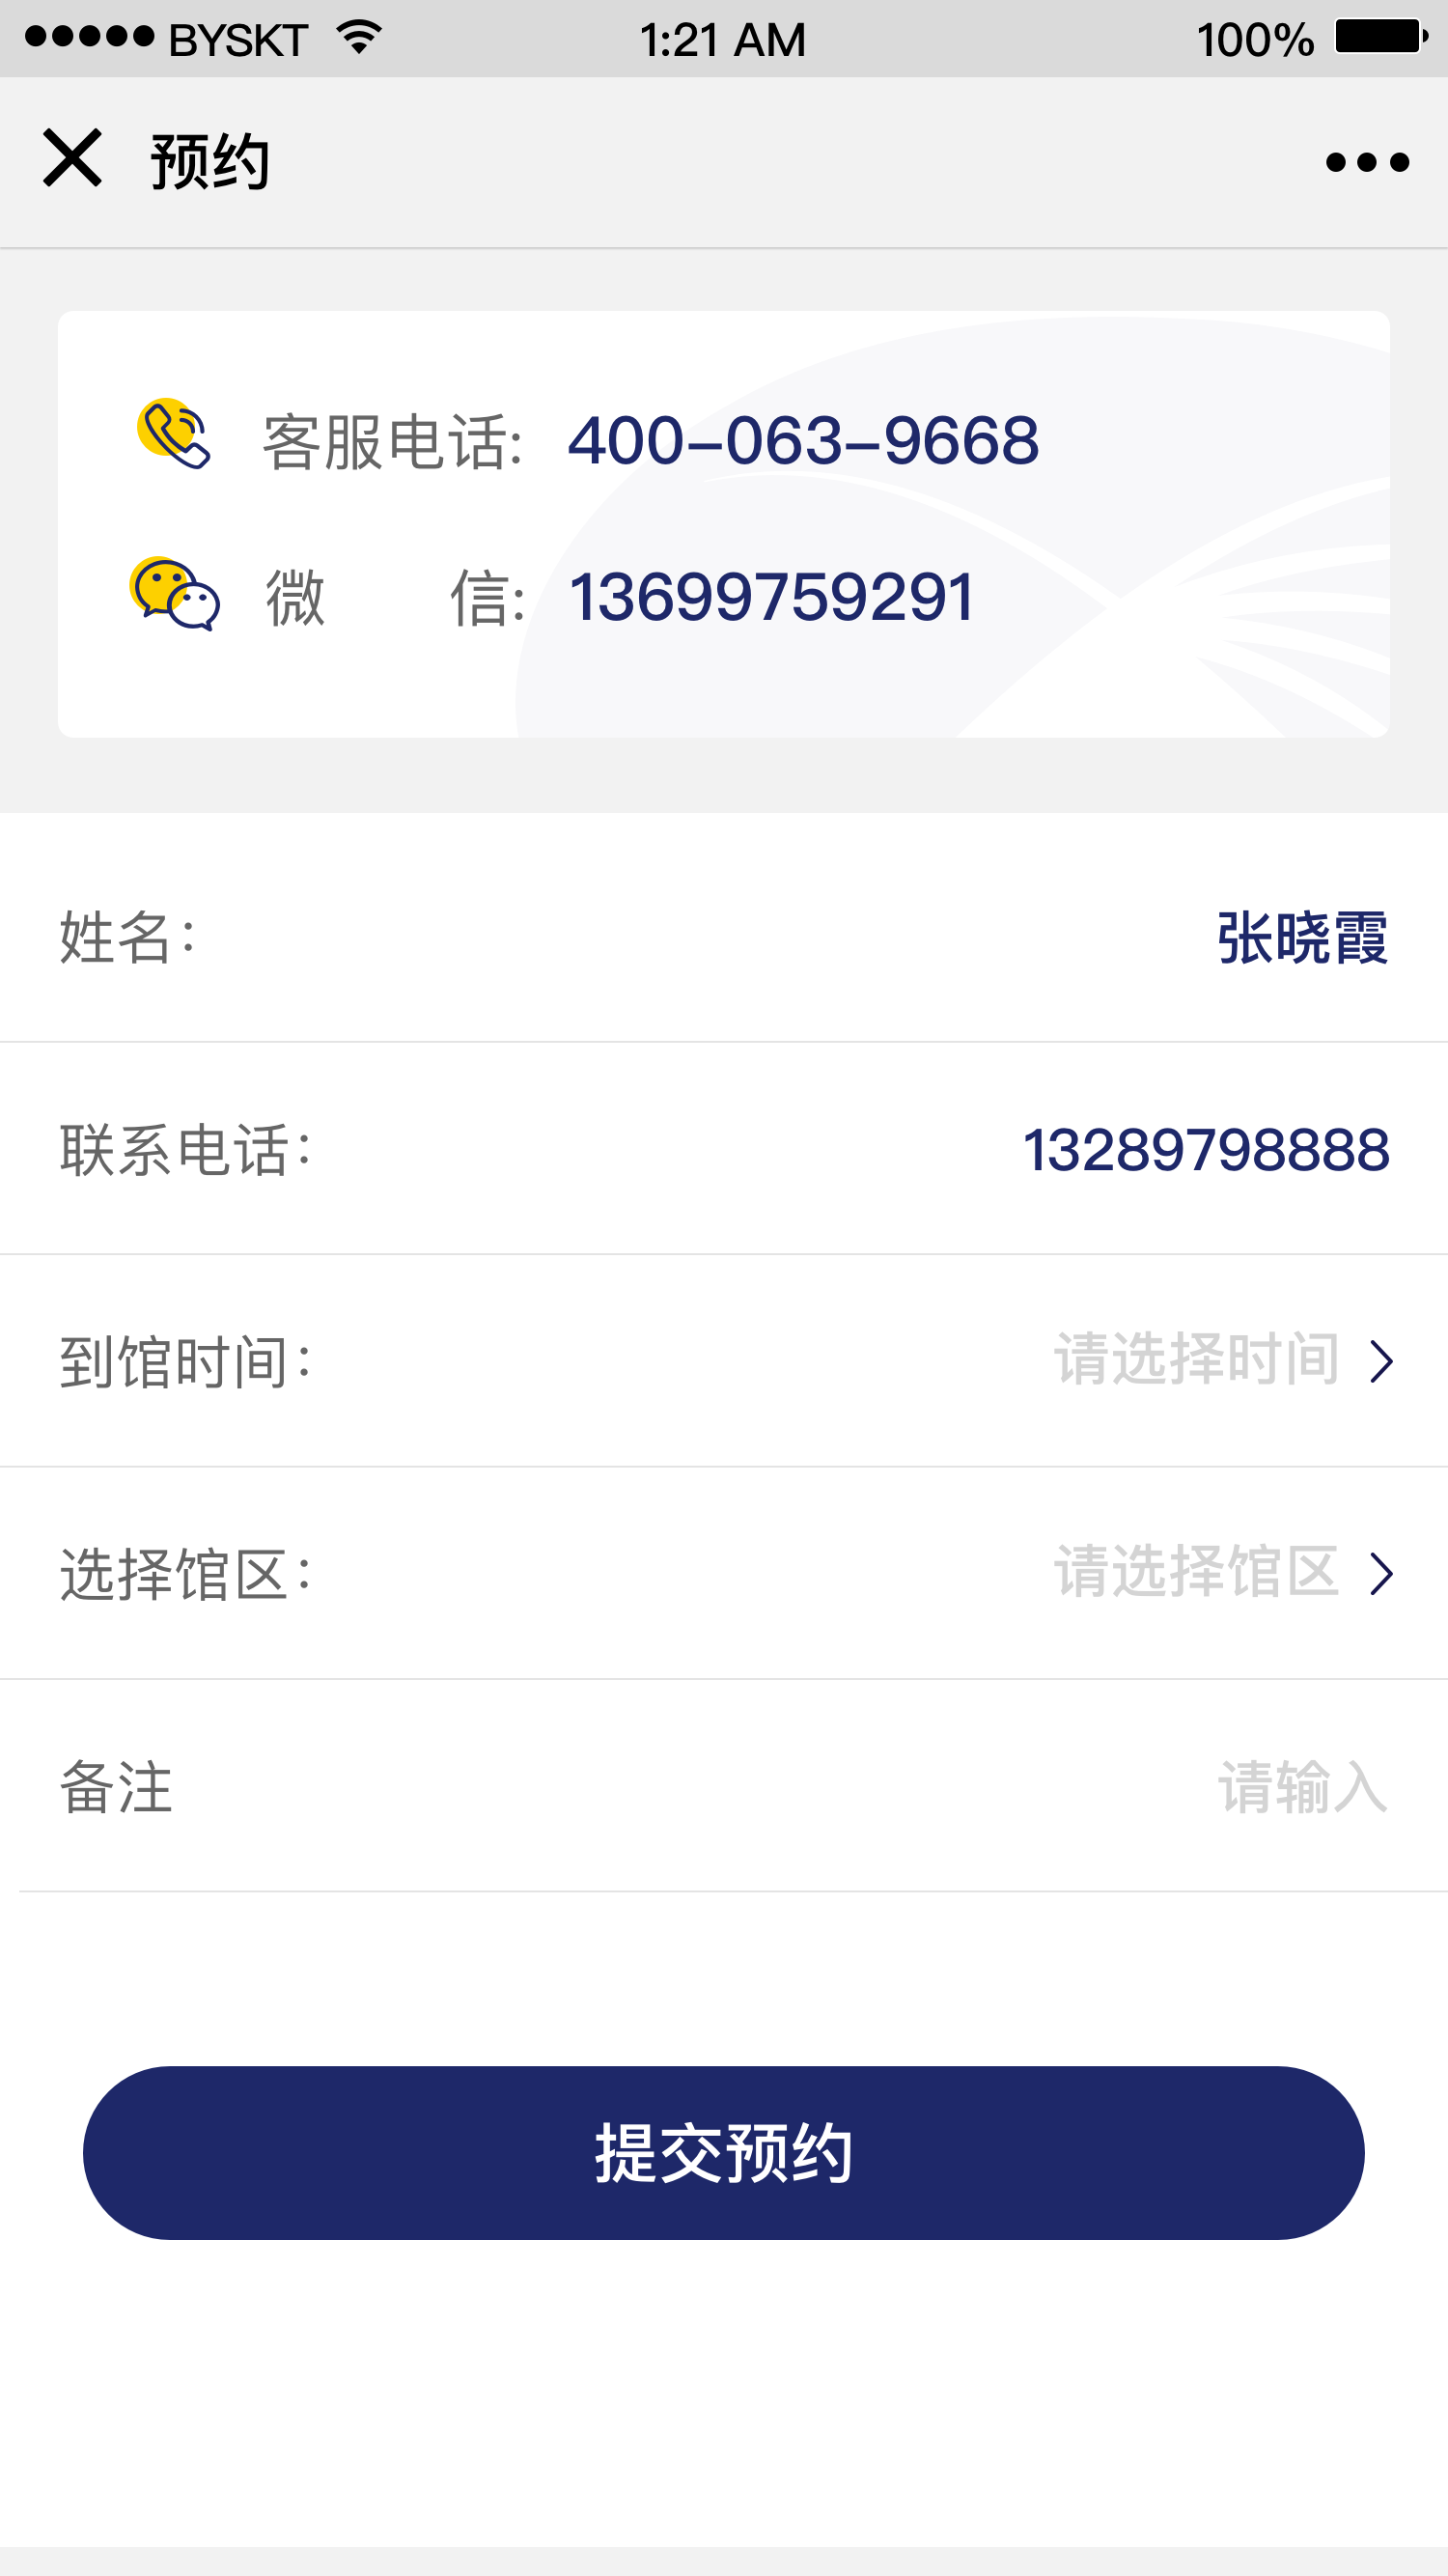 BYSKT 1:21 AM 100%
预约
客服电话: 400-063-9668
微 信: 13699759291
姓名: 张晓霞
联系电话: 13289798888
到馆时间: 请选择时间
选择馆区: 请选择馆区
备注 请输入
提交预约